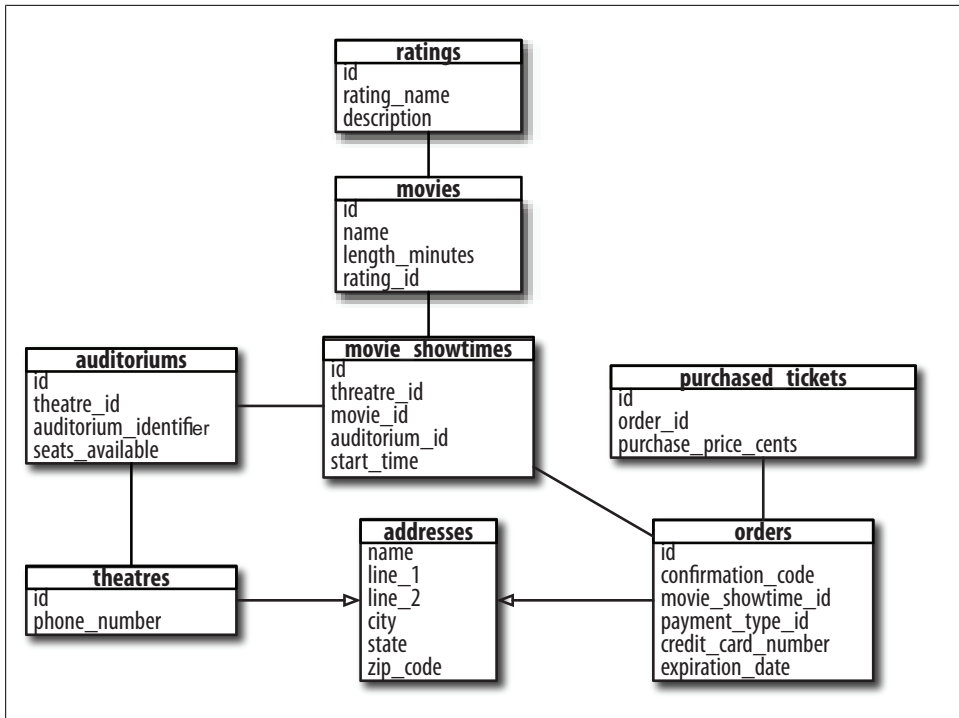 ratings
id
rating_name
description
movies
id
name
length_minutes
rating_id
auditoriums
id
theatre_id
auditorium_identifier
seats_available
movie_showtimes
id
threatre_id
movie_id
auditorium_id
start_time
purchased_tickets
id
order_id
purchase_price_cents
theatres
id
phone_number
addresses
name
line_1
line_2
city
state
zip_code
orders
id
confirmation_code
movie_showtime_id
payment_type_id
credit_card_number
expiration_date